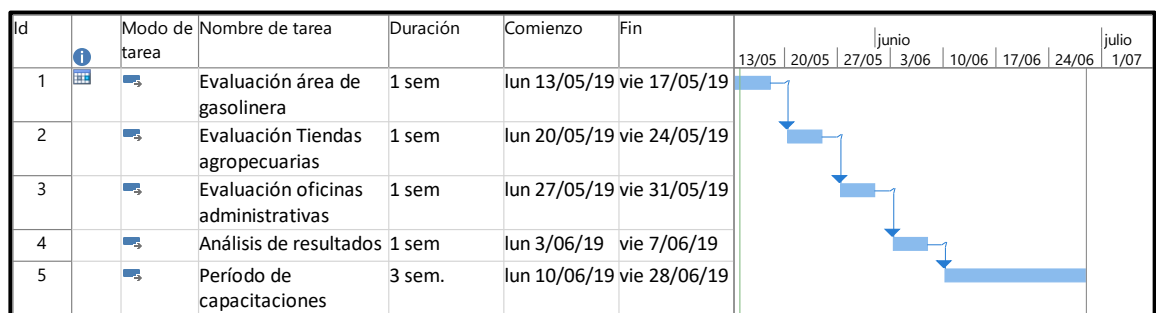 Id Modo de tarea Nombre de tarea Duración Comienzo Fin
junio julio
13/05 20/05 27/05 3/06 10/06 17/06 24/06 1/07
1 Evaluación área de gasolinera 1 sem lun 13/05/19 vie 17/05/19
2 Evaluación Tiendas agropecuarias 1 sem lun 20/05/19 vie 24/05/19
3 Evaluación oficinas administrativas 1 sem lun 27/05/19 vie 31/05/19
4 Análisis de resultados 1 sem lun 3/06/19 vie 7/06/19
5 Período de capacitaciones 3 sem. lun 10/06/19 vie 28/06/19